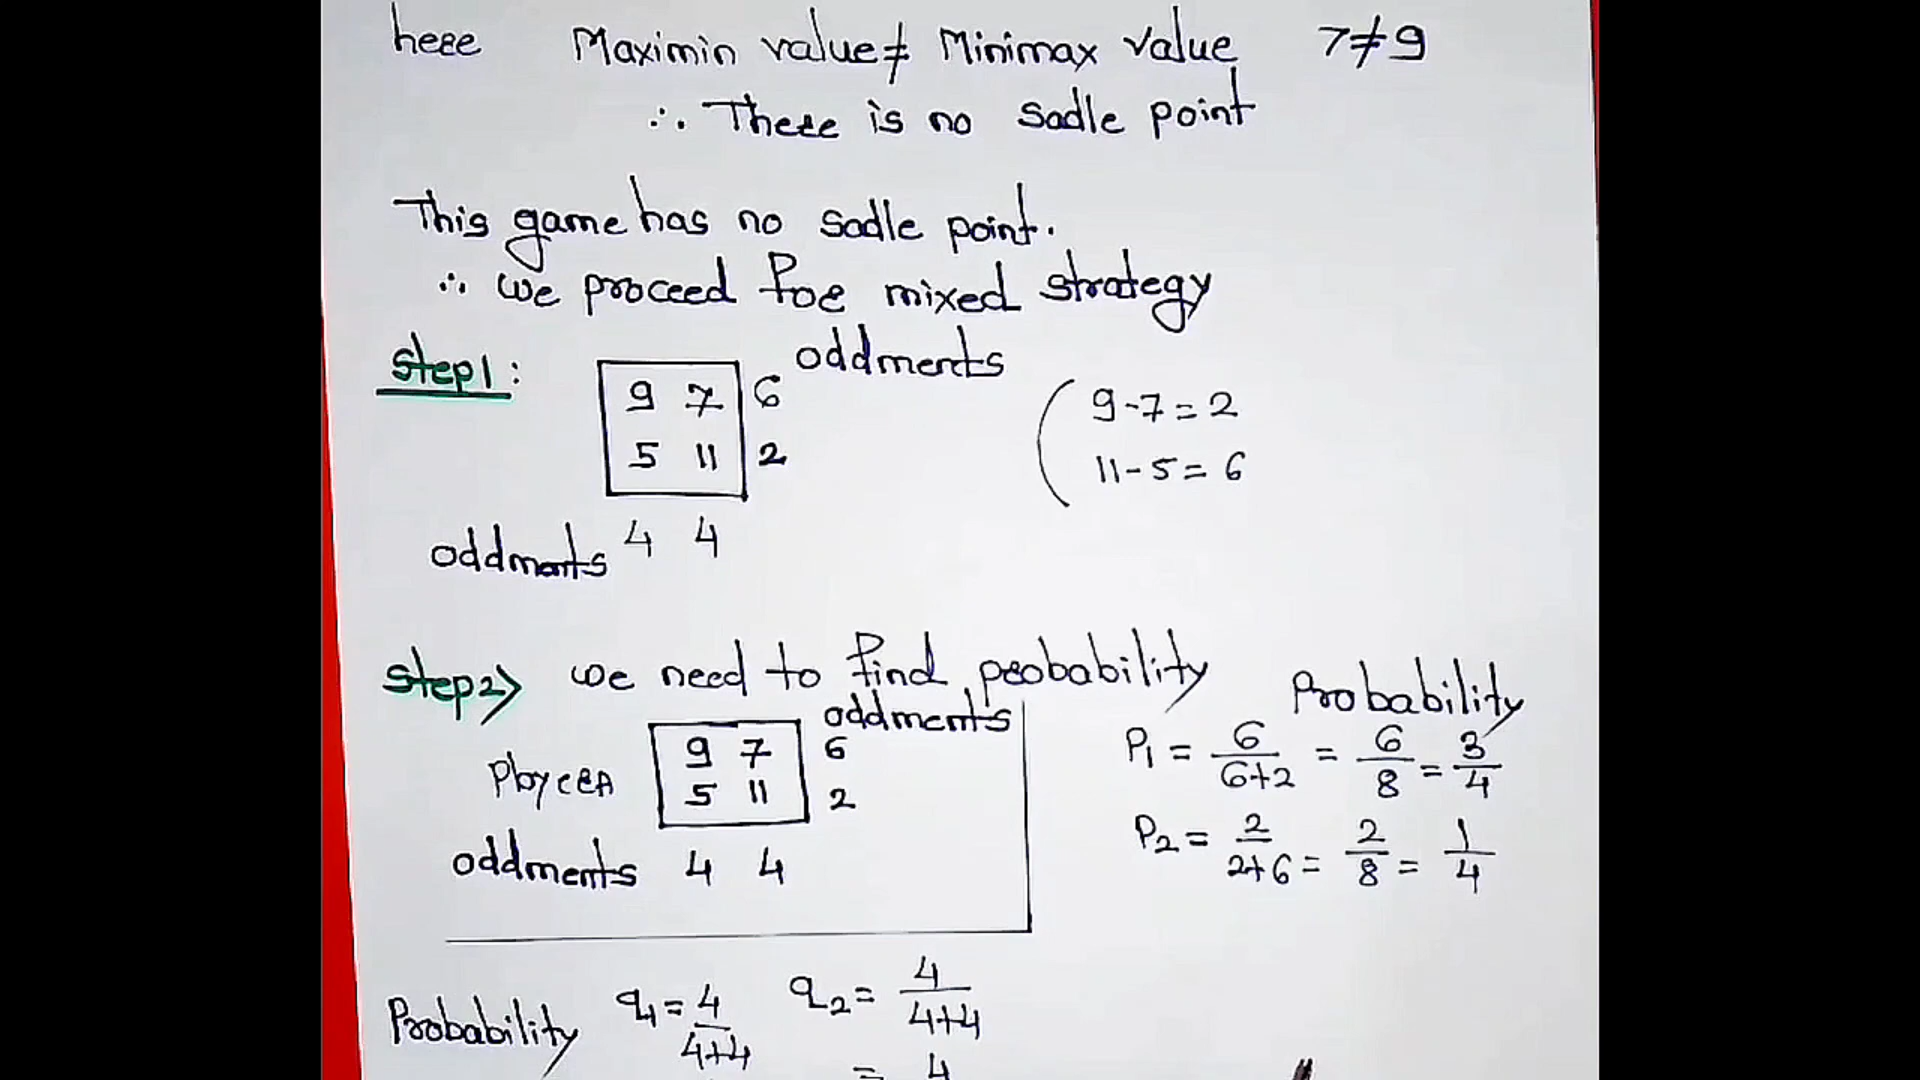 here Maximin value ≠ Minimax value 7≠9
∴ There is no sadle point
This game has no sadle point.
∴ we proceed for mixed strategy
Step1:
oddments
9 7 6
5 11 2
9-7=2
11-5=6
oddments 4 4
Step2> we need to find probability
oddments
Player A
9 7 6
5 11 2
oddments 4 4
Probability
P1 = 6/6+2 = 6/8 = 3/4
P2 = 2/2+6 = 2/8 = 1/4
Probability q1 = 4/4+4 q2 = 4/4+4
= 4